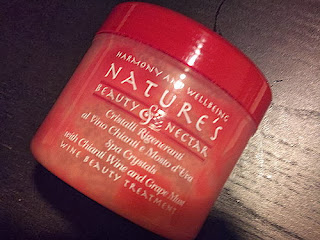 HARMONY AND WELLBEING
NATURE'S
BEAUTY & NECTAR
Cristalli Rigeneranti
al Vino Chianti e Mosto d'Uva
Spa Crystals
with Chianti Wine and Grape Must
WINE BEAUTY TREATMENT